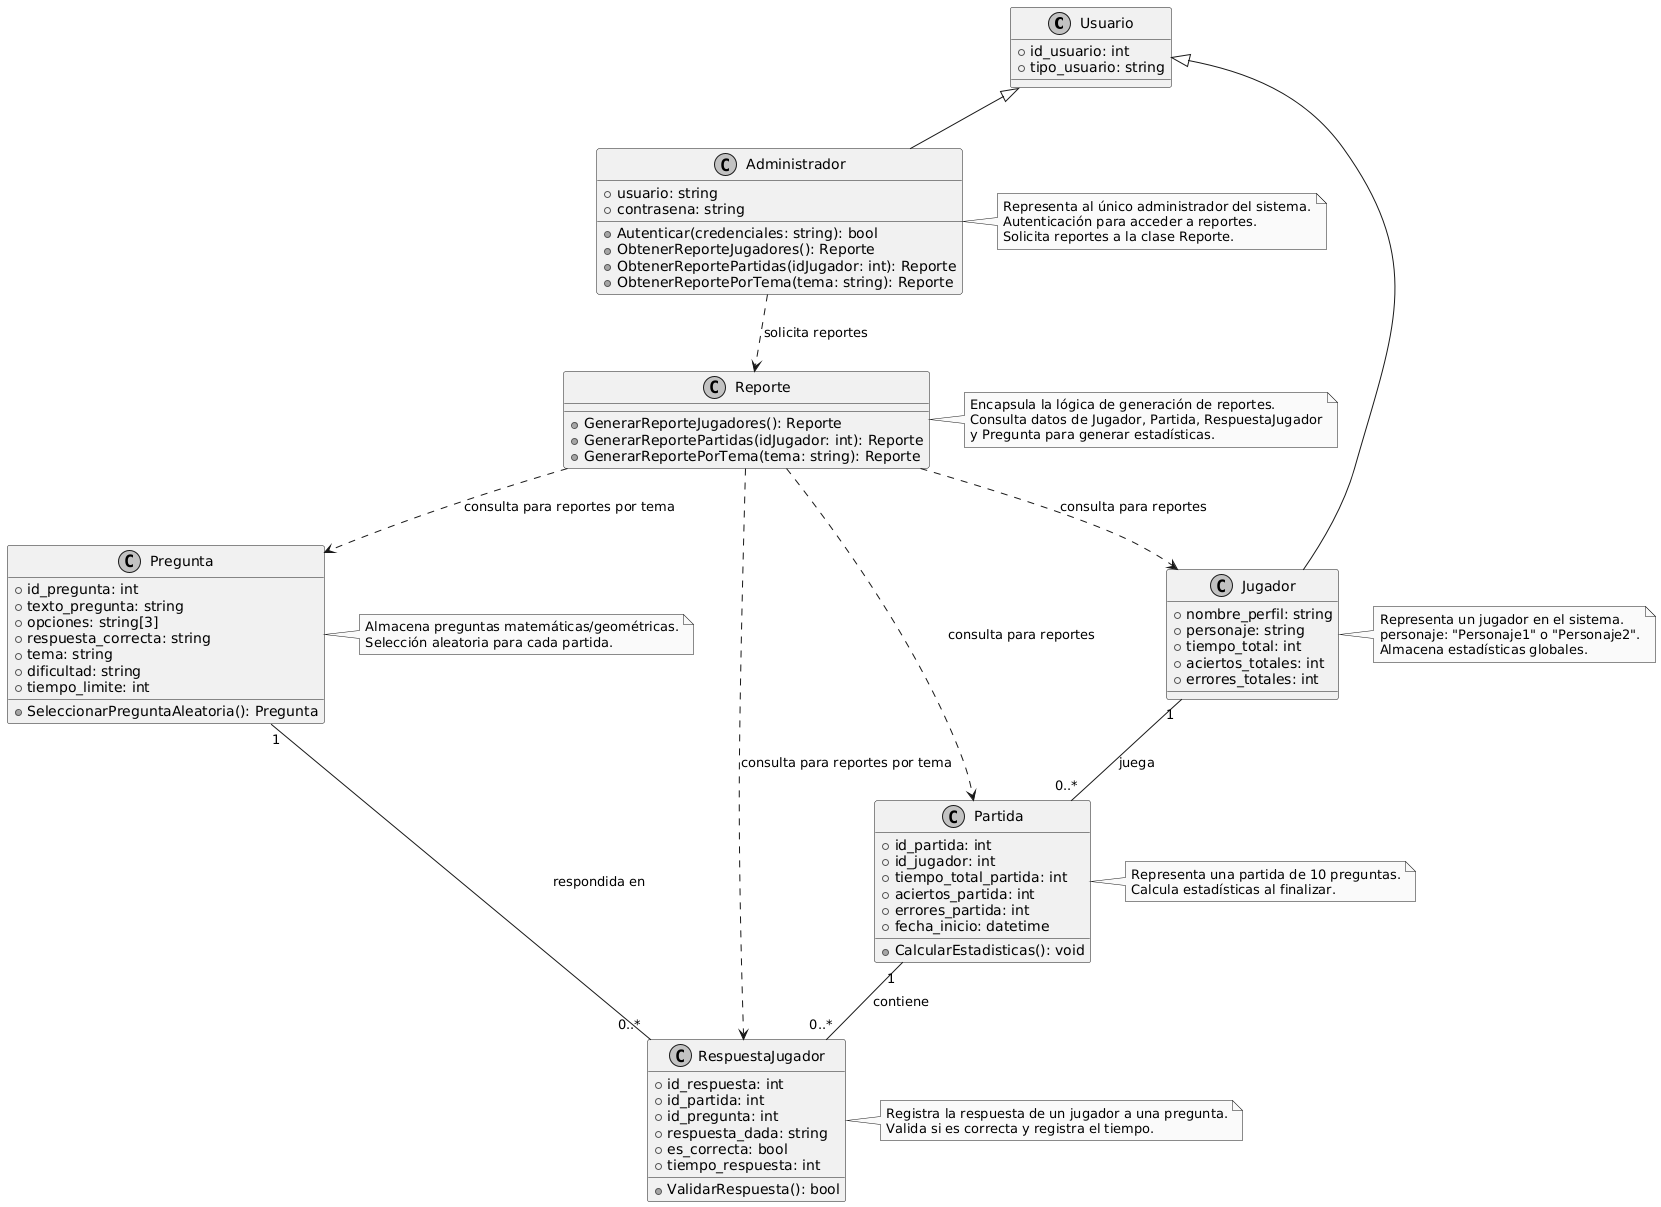 C Usuario
id_usuario: int
tipo_usuario: string
C Administrador
usuario: string
contrasena: string
Autenticar(credenciales: string): bool
ObtenerReporteJugadores(): Reporte
ObtenerReportePartidas(idJugador: int): Reporte
ObtenerReportePorTema(tema: string): Reporte
Representa al único administrador del sistema.
Autenticación para acceder a reportes.
Solicita reportes a la clase Reporte.
solicita reportes
C Reporte
GenerarReporteJugadores(): Reporte
GenerarReportePartidas(idJugador: int): Reporte
GenerarReportePorTema(tema: string): Reporte
Encapsula la lógica de generación de reportes.
Consulta datos de Jugador, Partida, RespuestaJugador
y Pregunta para generar estadísticas.
consulta para reportes por tema
consulta para reportes
C Pregunta
id_pregunta: int
texto_pregunta: string
opciones: string[3]
respuesta_correcta: string
tema: string
dificultad: string
tiempo_limite: int
SeleccionarPreguntaAleatoria(): Pregunta
Almacena preguntas matemáticas/geométricas.
Selección aleatoria para cada partida.
consulta para reportes
C Jugador
nombre_perfil: string
personaje: string
tiempo_total: int
aciertos_totales: int
errores_totales: int
Representa un jugador en el sistema.
personaje: "Personaje1" o "Personaje2".
Almacena estadísticas globales.
1
1
consulta para reportes por tema
juega
0..*
C Partida
id_partida: int
id_jugador: int
tiempo_total_partida: int
aciertos_partida: int
errores_partida: int
fecha_inicio: datetime
CalcularEstadisticas(): void
Representa una partida de 10 preguntas.
Calcula estadísticas al finalizar.
respondida en
1
contiene
0..*
0..*
C RespuestaJugador
id_respuesta: int
id_partida: int
id_pregunta: int
respuesta_dada: string
es_correcta: bool
tiempo_respuesta: int
ValidarRespuesta(): bool
Registra la respuesta de un jugador a una pregunta.
Valida si es correcta y registra el tiempo.